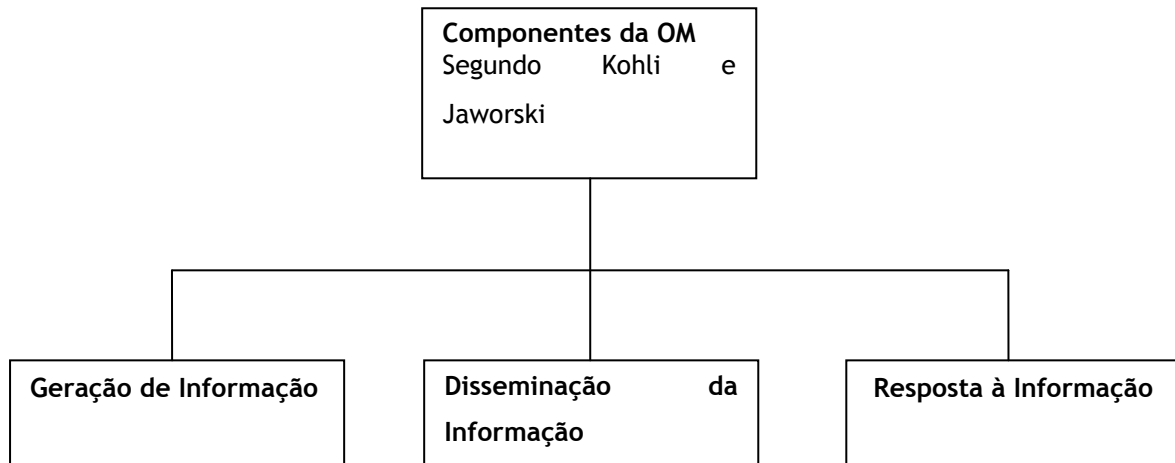 Componentes da OM
Segundo Kohli e
Jaworski
Geração de Informação
Disseminação da
Informação
Resposta à Informação